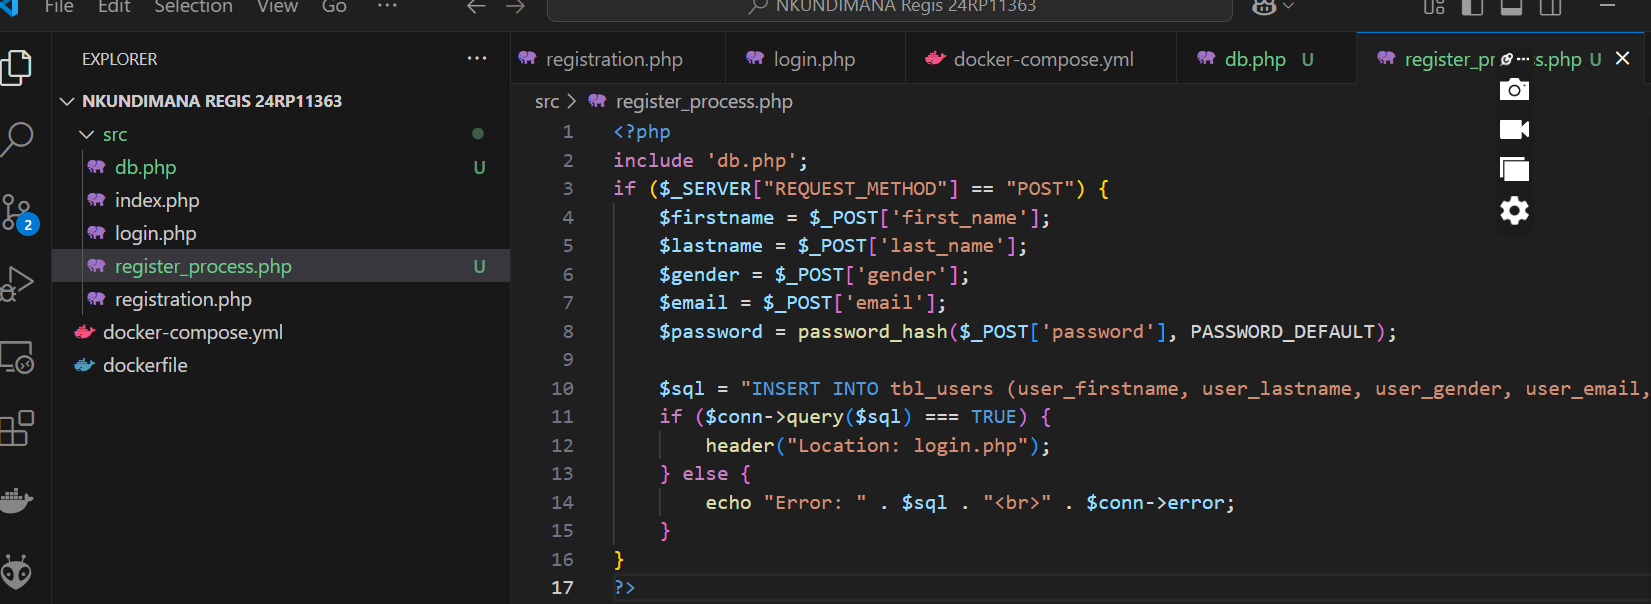 File Edit Selection View Go ...
NKUNDIMANA Regis 24RP11363
EXPLORER ...
registration.php login.php docker-compose.yml db.php U register_pr s.php U
NKUNDIMANA REGIS 24RP11363
src > register_process.php
src
db.php U
index.php
login.php
2
register_process.php U
registration.php
docker-compose.yml
dockerfile
1 <?php
2 include 'db.php';
3 if ($_SERVER["REQUEST_METHOD"] == "POST") {
4 $firstname = $_POST['first_name'];
5 $lastname = $_POST['last_name'];
6 $gender = $_POST['gender'];
7 $email = $_POST['email'];
8 $password = password_hash($_POST['password'], PASSWORD_DEFAULT);
9
10 $sql = "INSERT INTO tbl_users (user_firstname, user_lastname, user_gender, user_email,
11 if ($conn->query($sql) === TRUE) {
12 header("Location: login.php");
13 } else {
14 echo "Error: " . $sql . "<br>" . $conn->error;
15 }
16 }
17 ?>